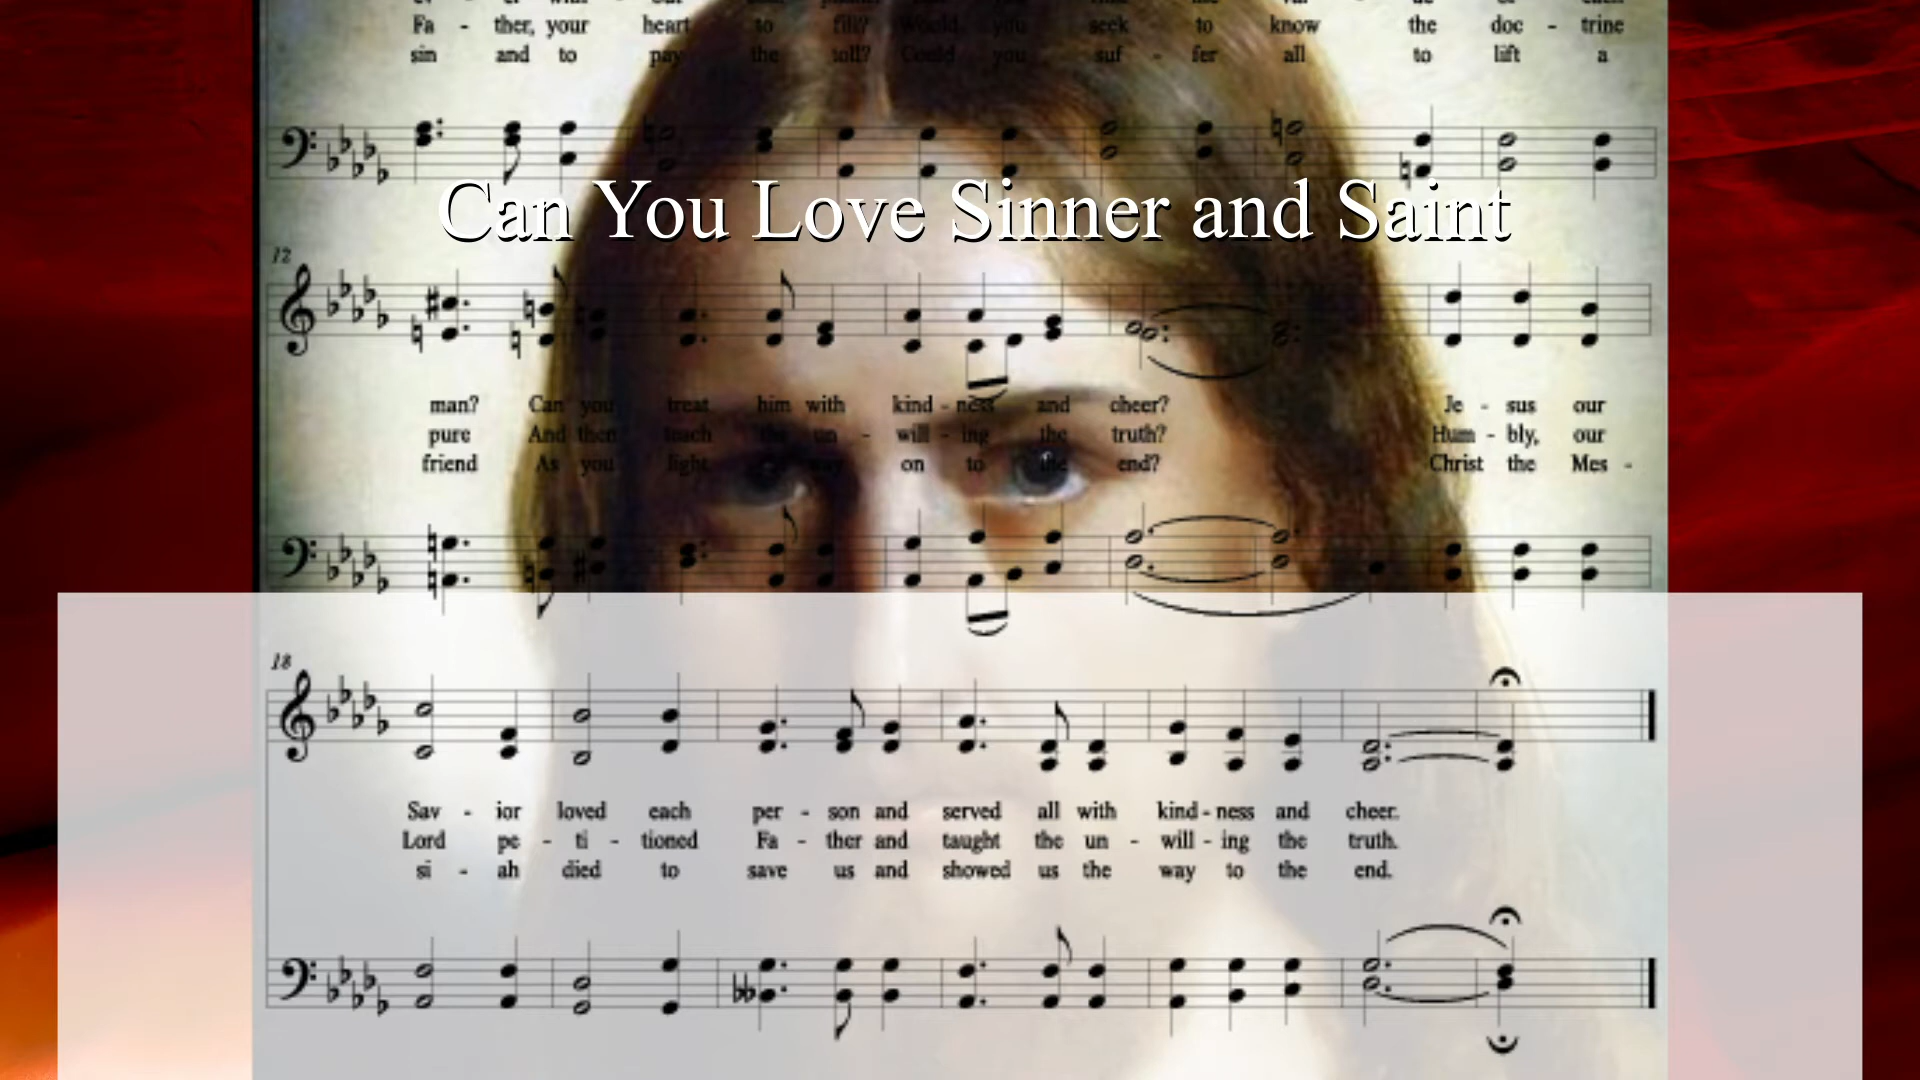 Fa - ther, your heart to fill? Would you seek to know the doc - trine
sin and to pay the toll? Could you suf - fer all to lift a
Can You Love Sinner and Saint
12
man? Can you treat him with kind - ness and cheer? Je - sus our
pure And then teach the un - will - ing the truth? Hum - bly, our
friend As you light way on to the end? Christ the Mes -
18
Sav - ior loved each per - son and served all with kind - ness and cheer.
Lord pe - ti - tioned Fa - ther and taught the un - will - ing the truth.
si - ah died to save us and showed us the way to the end.